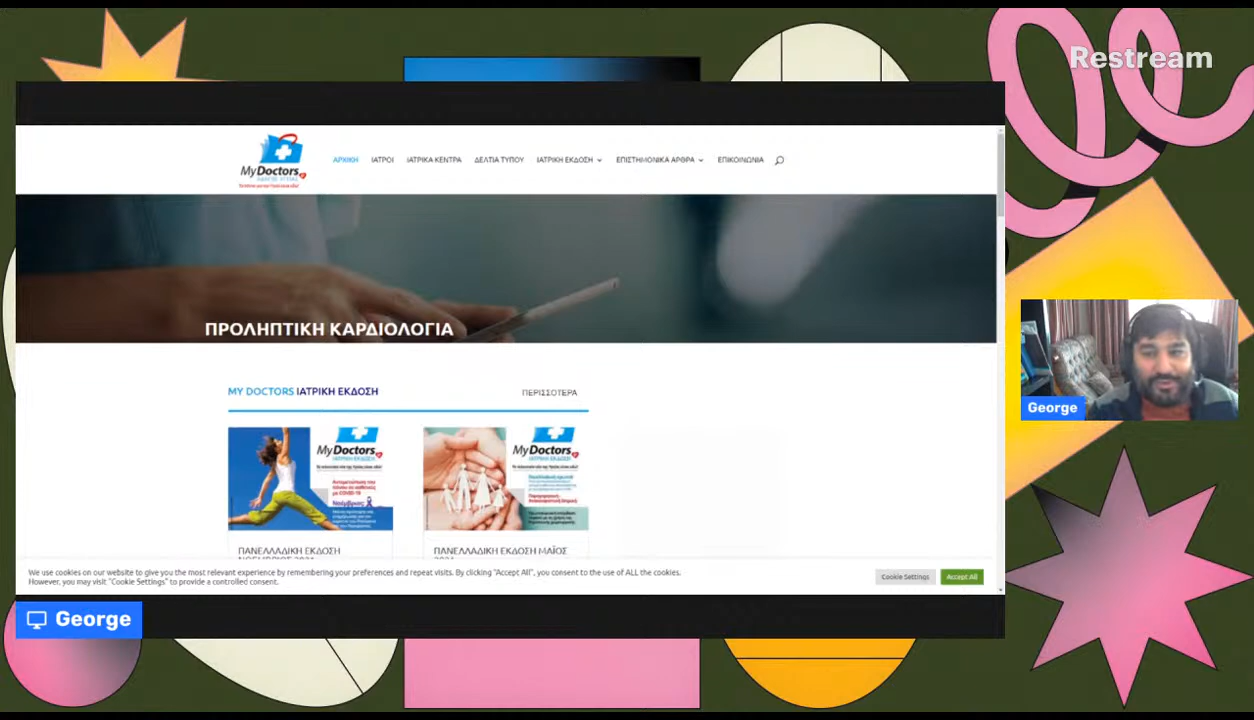 Restream
MyDoctors
ΑΡΧΙΚΗ ΙΑΤΡΟΙ ΙΑΤΡΙΚΑ ΚΕΝΤΡΑ ΔΕΛΤΙΑ ΤΥΠΟΥ ΙΑΤΡΙΚΗ ΕΚΔΟΣΗ ΕΠΙΣΤΗΜΟΝΙΚΑ ΑΡΘΡΑ ΕΠΙΚΟΙΝΩΝΙΑ
ΠΡΟΛΗΠΤΙΚΗ ΚΑΡΔΙΟΛΟΓΙΑ
MY DOCTORS ΙΑΤΡΙΚΗ ΕΚΔΟΣΗ
ΠΕΡΙΣΣΟΤΕΡΑ
MyDoctors
ΙΑΤΡΙΚΗ ΕΚΔΟΣΗ
MyDoctors
ΙΑΤΡΙΚΗ ΕΚΔΟΣΗ
ΠΑΝΕΛΛΑΔΙΚΗ ΕΚΔΟΣΗ
ΠΑΝΕΛΛΑΔΙΚΗ ΕΚΔΟΣΗ ΜΑΪΟΣ
We use cookies on our website to give you the most relevant experience by remembering your preferences and repeat visits. By clicking "Accept All", you consent to the use of ALL the cookies.
However, you may visit "Cookie Settings" to provide a controlled consent.
Cookie Settings
Accept All
George
George